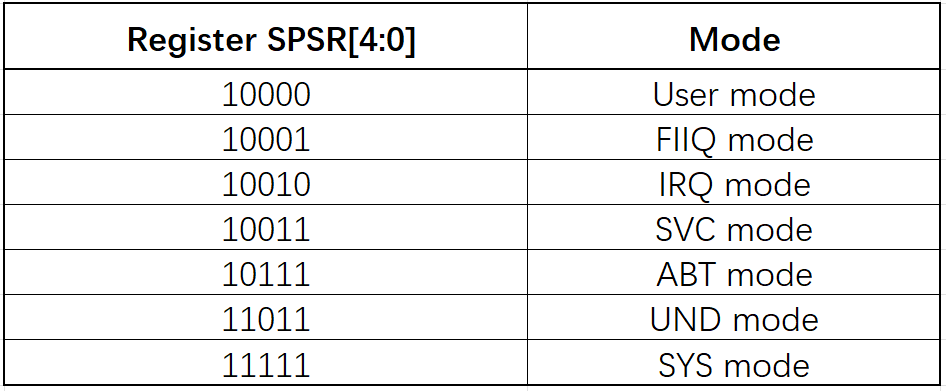 Register SPSR[4:0] Mode
10000 User mode
10001 FIIQ mode
10010 IRQ mode
10011 SVC mode
10111 ABT mode
11011 UND mode
11111 SYS mode